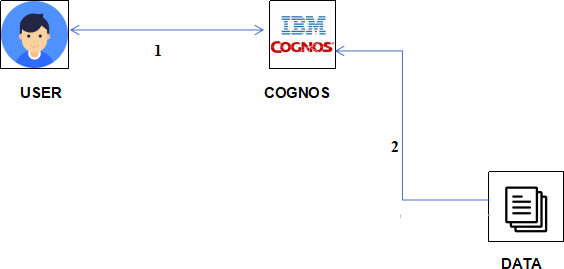 IBM
COGNOS
1
USER
COGNOS
2
DATA